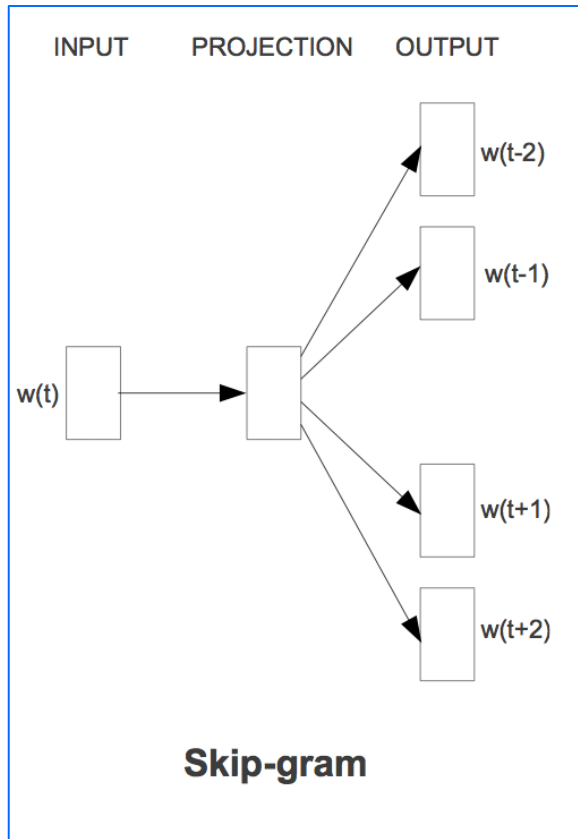 INPUT PROJECTION OUTPUT
w(t-2)
w(t-1)
w(t)
w(t+1)
w(t+2)
Skip-gram